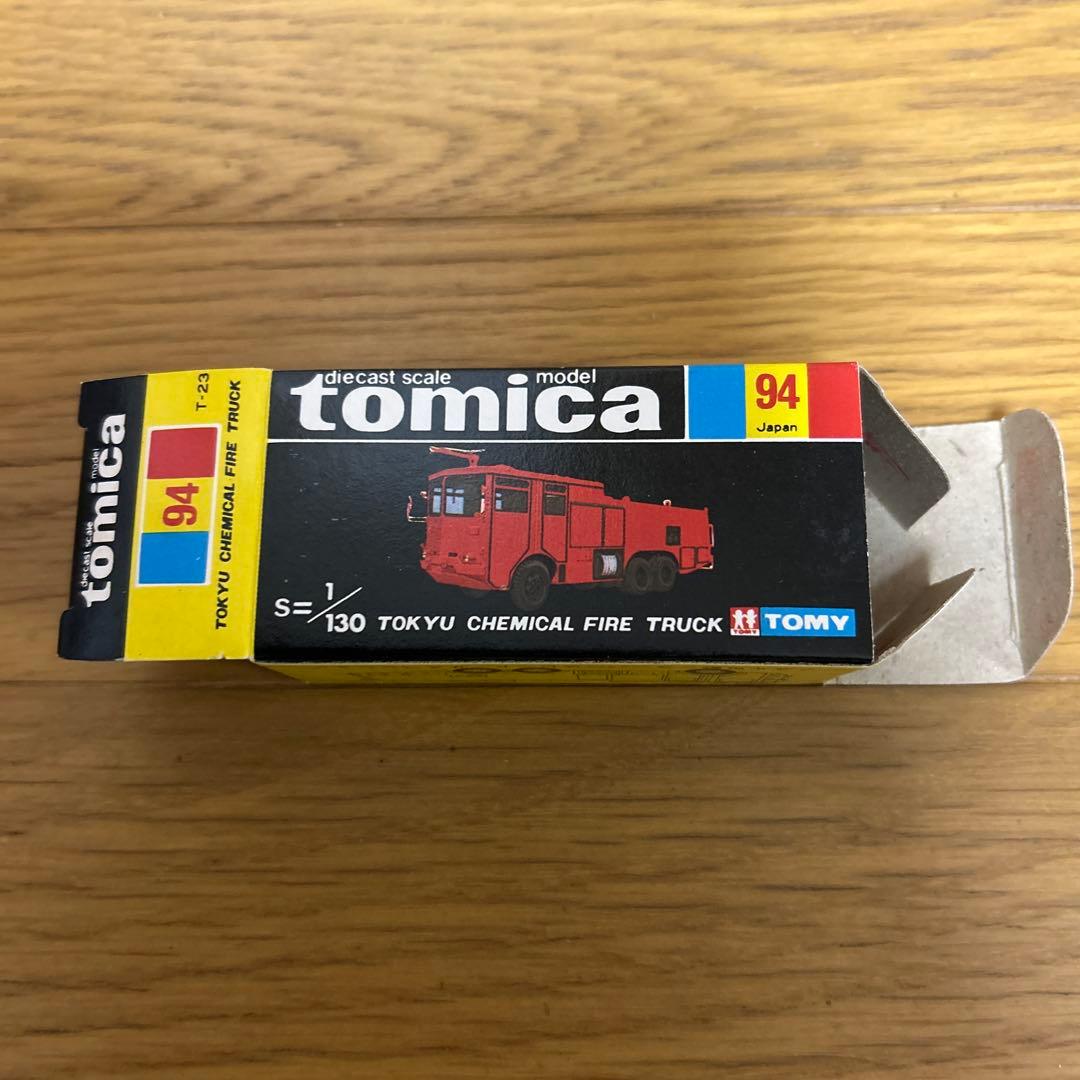 diecast scale model
tomica
94
Japan
S=1/130 TOKYU CHEMICAL FIRE TRUCK
TOMY
TOMY
T-23
94
TOKYU CHEMICAL FIRE TRUCK
diecast scale model
tomica